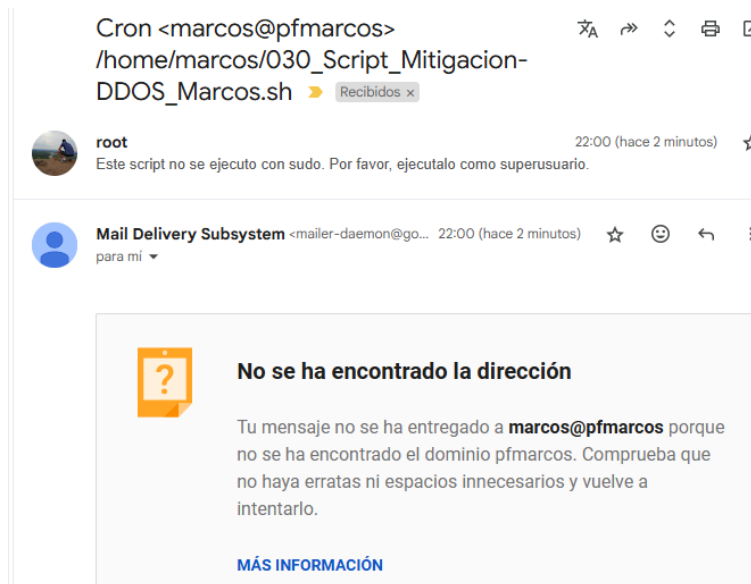 Cron <marcos@pfmarcos>
/home/marcos/030_Script_Mitigacion-
DDOS_Marcos.sh Recibidos x
root 22:00 (hace 2 minutos)
Este script no se ejecuto con sudo. Por favor, ejecutalo como superusuario.
Mail Delivery Subsystem <mailer-daemon@go... 22:00 (hace 2 minutos)
para mí
No se ha encontrado la dirección
Tu mensaje no se ha entregado a marcos@pfmarcos porque
no se ha encontrado el dominio pfmarcos. Comprueba que
no haya erratas ni espacios innecesarios y vuelve a
intentarlo.
MÁS INFORMACIÓN